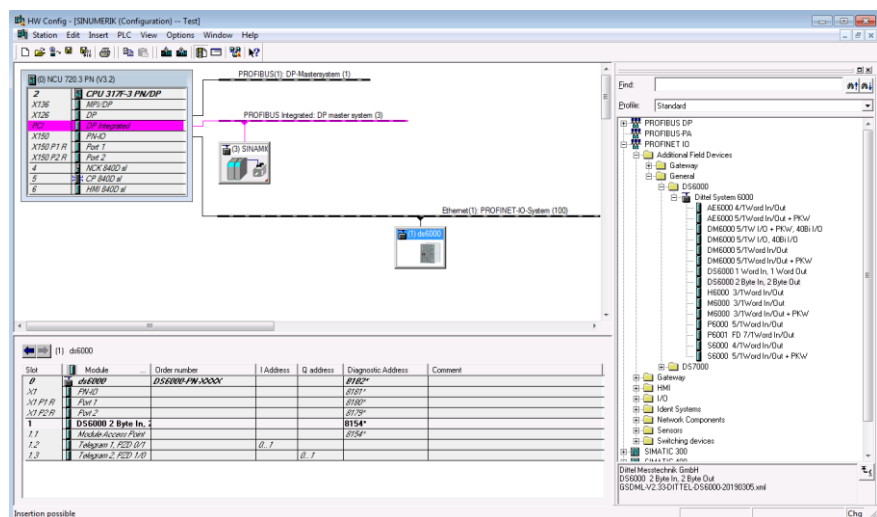 HW Config - [SINUMERIK (Configuration) -- Test]
Station Edit Insert PLC View Options Window Help
(0) NCU 720.3 PN (V3.2)
2 CPU 317F-3 PN/DP
X136 MPI/DP
X126 DP
PCI DP Integrated
X150 PN-IO
X150 P1 R Port 1
X150 P2 R Port 2
4 NCK 840D sl
5 CP 840D sl
6 HMI 840D sl
PROFIBUS(1): DP-Mastersystem (1)
PROFIBUS Integrated: DP master system (3)
(3) SINAMI
Ethernet(1): PROFINET-IO-System (100)
(1) ds6000
Find:
Profile: Standard
PROFIBUS DP
PROFIBUS-PA
PROFINET IO
Additional Field Devices
Gateway
General
DS6000
Dittel System 6000
AE6000 4/1Word In/Out
AE6000 5/1Word In/Out + PKW
DM6000 5/1W I/O + PKW, 40Bi I/O
DM6000 5/1W I/O, 40Bi I/O
DM6000 5/1Word In/Out
DM6000 5/1Word In/Out + PKW
DS6000 1 Word In, 1 Word Out
DS6000 2 Byte In, 2 Byte Out
H6000 3/1Word In/Out
M6000 3/1Word In/Out
M6000 3/1Word In/Out + PKW
P6000 5/1Word In/Out
P6001 FD 7/1Word In/Out
S6000 4/1Word In/Out
S6000 5/1Word In/Out + PKW
DS7000
Gateway
HMI
I/O
Ident Systems
Network Components
Sensors
Switching devices
SIMATIC 300
SIMATIC 400
Dittel Messtechnik GmbH
DS6000 2 Byte In, 2 Byte Out
GSDML-V2.33-DITTEL-DS6000-20190305.xml
(1) ds6000
Slot Module ... Order number I Address Q address Diagnostic Address Comment
0 ds6000 DS6000-PN-XXXX 8182*
X1 PN-IO 8181*
X1 P1 R Port 1 8180*
X1 P2 R Port 2 8179*
1 DS6000 2 Byte In, 2 8154*
1.1 Module Access Point 8154*
1.2 Telegram 1, PZD 0/1 0..1
1.3 Telegram 2, PZD 1/0 0..1
Insertion possible
Chg